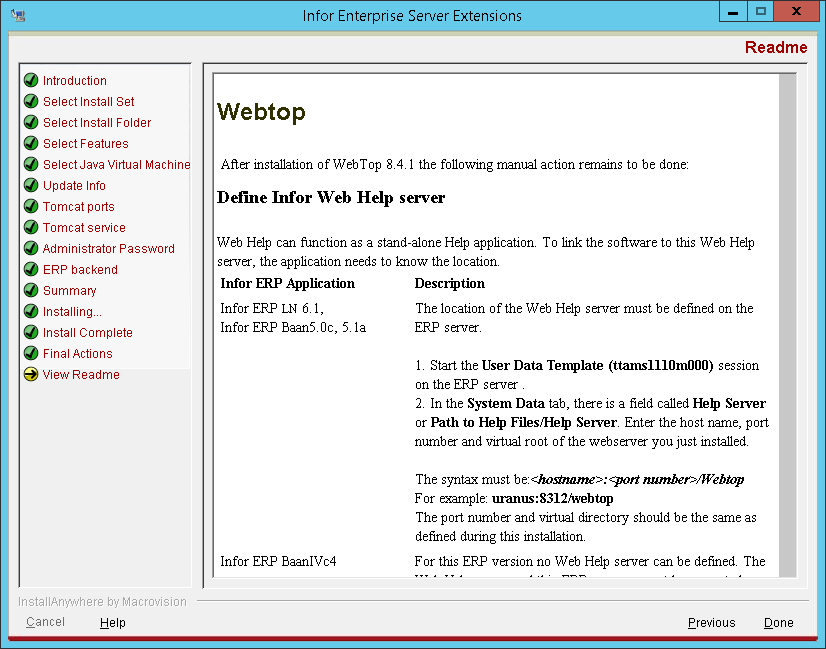 Infor Enterprise Server Extensions
Readme
Introduction
Select Install Set
Select Install Folder
Select Features
Select Java Virtual Machine
Update Info
Tomcat ports
Tomcat service
Administrator Password
ERP backend
Summary
Installing...
Install Complete
Final Actions
View Readme
Webtop
After installation of WebTop 8.4.1 the following manual action remains to be done:
Define Infor Web Help server
Web Help can function as a stand-alone Help application. To link the software to this Web Help
server, the application needs to know the location.
Infor ERP Application Description
Infor ERP LN 6.1, The location of the Web Help server must be defined on the
Infor ERP Baan5.0c, 5.1a ERP server.
1. Start the User Data Template (ttams1110m000) session
on the ERP server .
2. In the System Data tab, there is a field called Help Server
or Path to Help Files/Help Server. Enter the host name, port
number and virtual root of the webserver you just installed.
The syntax must be:<hostname>:<port number>/Webtop
For example: uranus:8312/webtop
The port number and virtual directory should be the same as
defined during this installation.
Infor ERP BaanIVc4 For this ERP version no Web Help server can be defined. The
InstallAnywhere by Macrovision
Cancel Help Previous Done